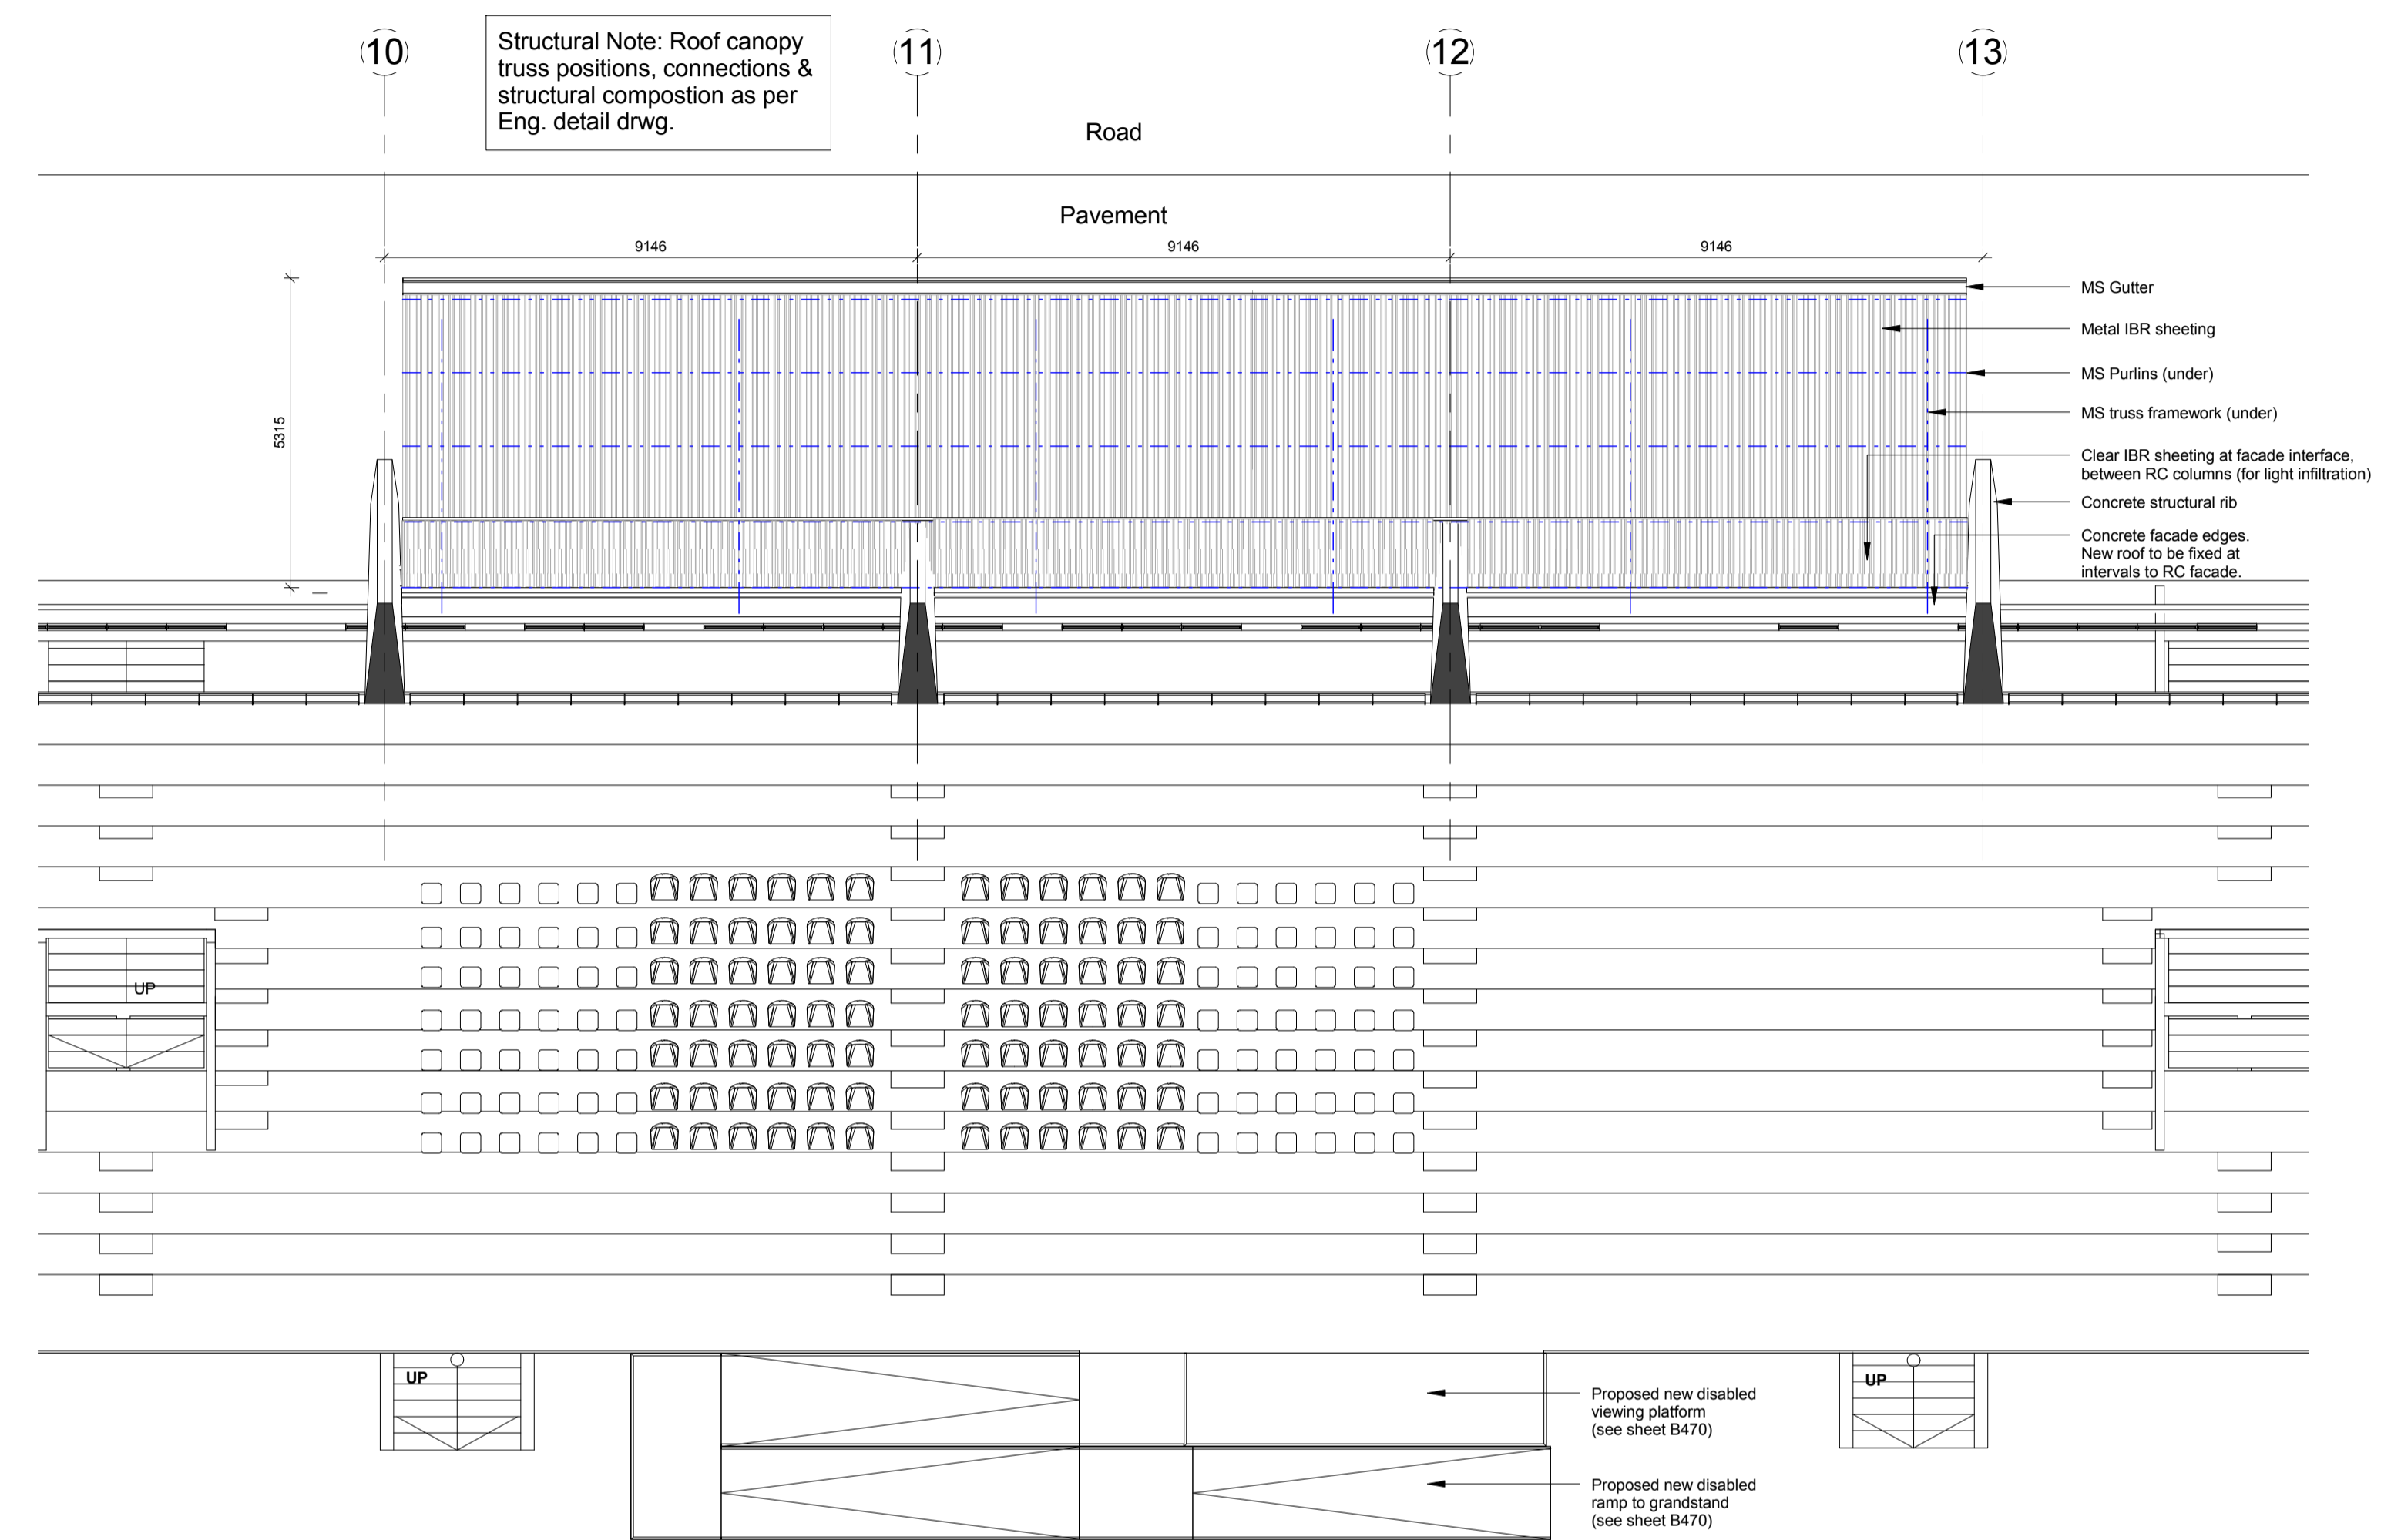 (10)
(11)
(12)
(13)
Structural Note: Roof canopy
truss positions, connections &
structural compostion as per
Eng. detail drwg.
Road
Pavement
9146
9146
9146
5315
MS Gutter
Metal IBR sheeting
MS Purlins (under)
MS truss framework (under)
Clear IBR sheeting at facade interface,
between RC columns (for light infiltration)
Concrete structural rib
Concrete facade edges.
New roof to be fixed at
intervals to RC facade.
UP
UP
UP
Proposed new disabled
viewing platform
(see sheet B470)
Proposed new disabled
ramp to grandstand
(see sheet B470)